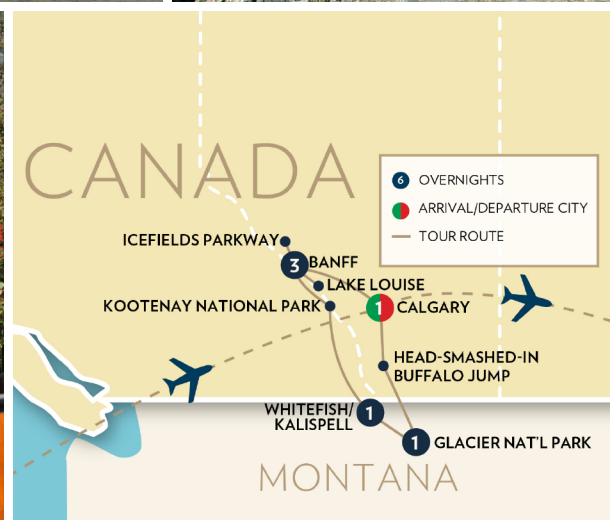 CANADA
6 OVERNIGHTS
ARRIVAL/DEPARTURE CITY
TOUR ROUTE
ICEFIELDS PARKWAY
3 BANFF
LAKE LOUISE
KOOTENAY NATIONAL PARK
1 CALGARY
HEAD-SMASHED-IN
BUFFALO JUMP
WHITEFISH/
KALISPELL 1
1 GLACIER NAT'L PARK
MONTANA